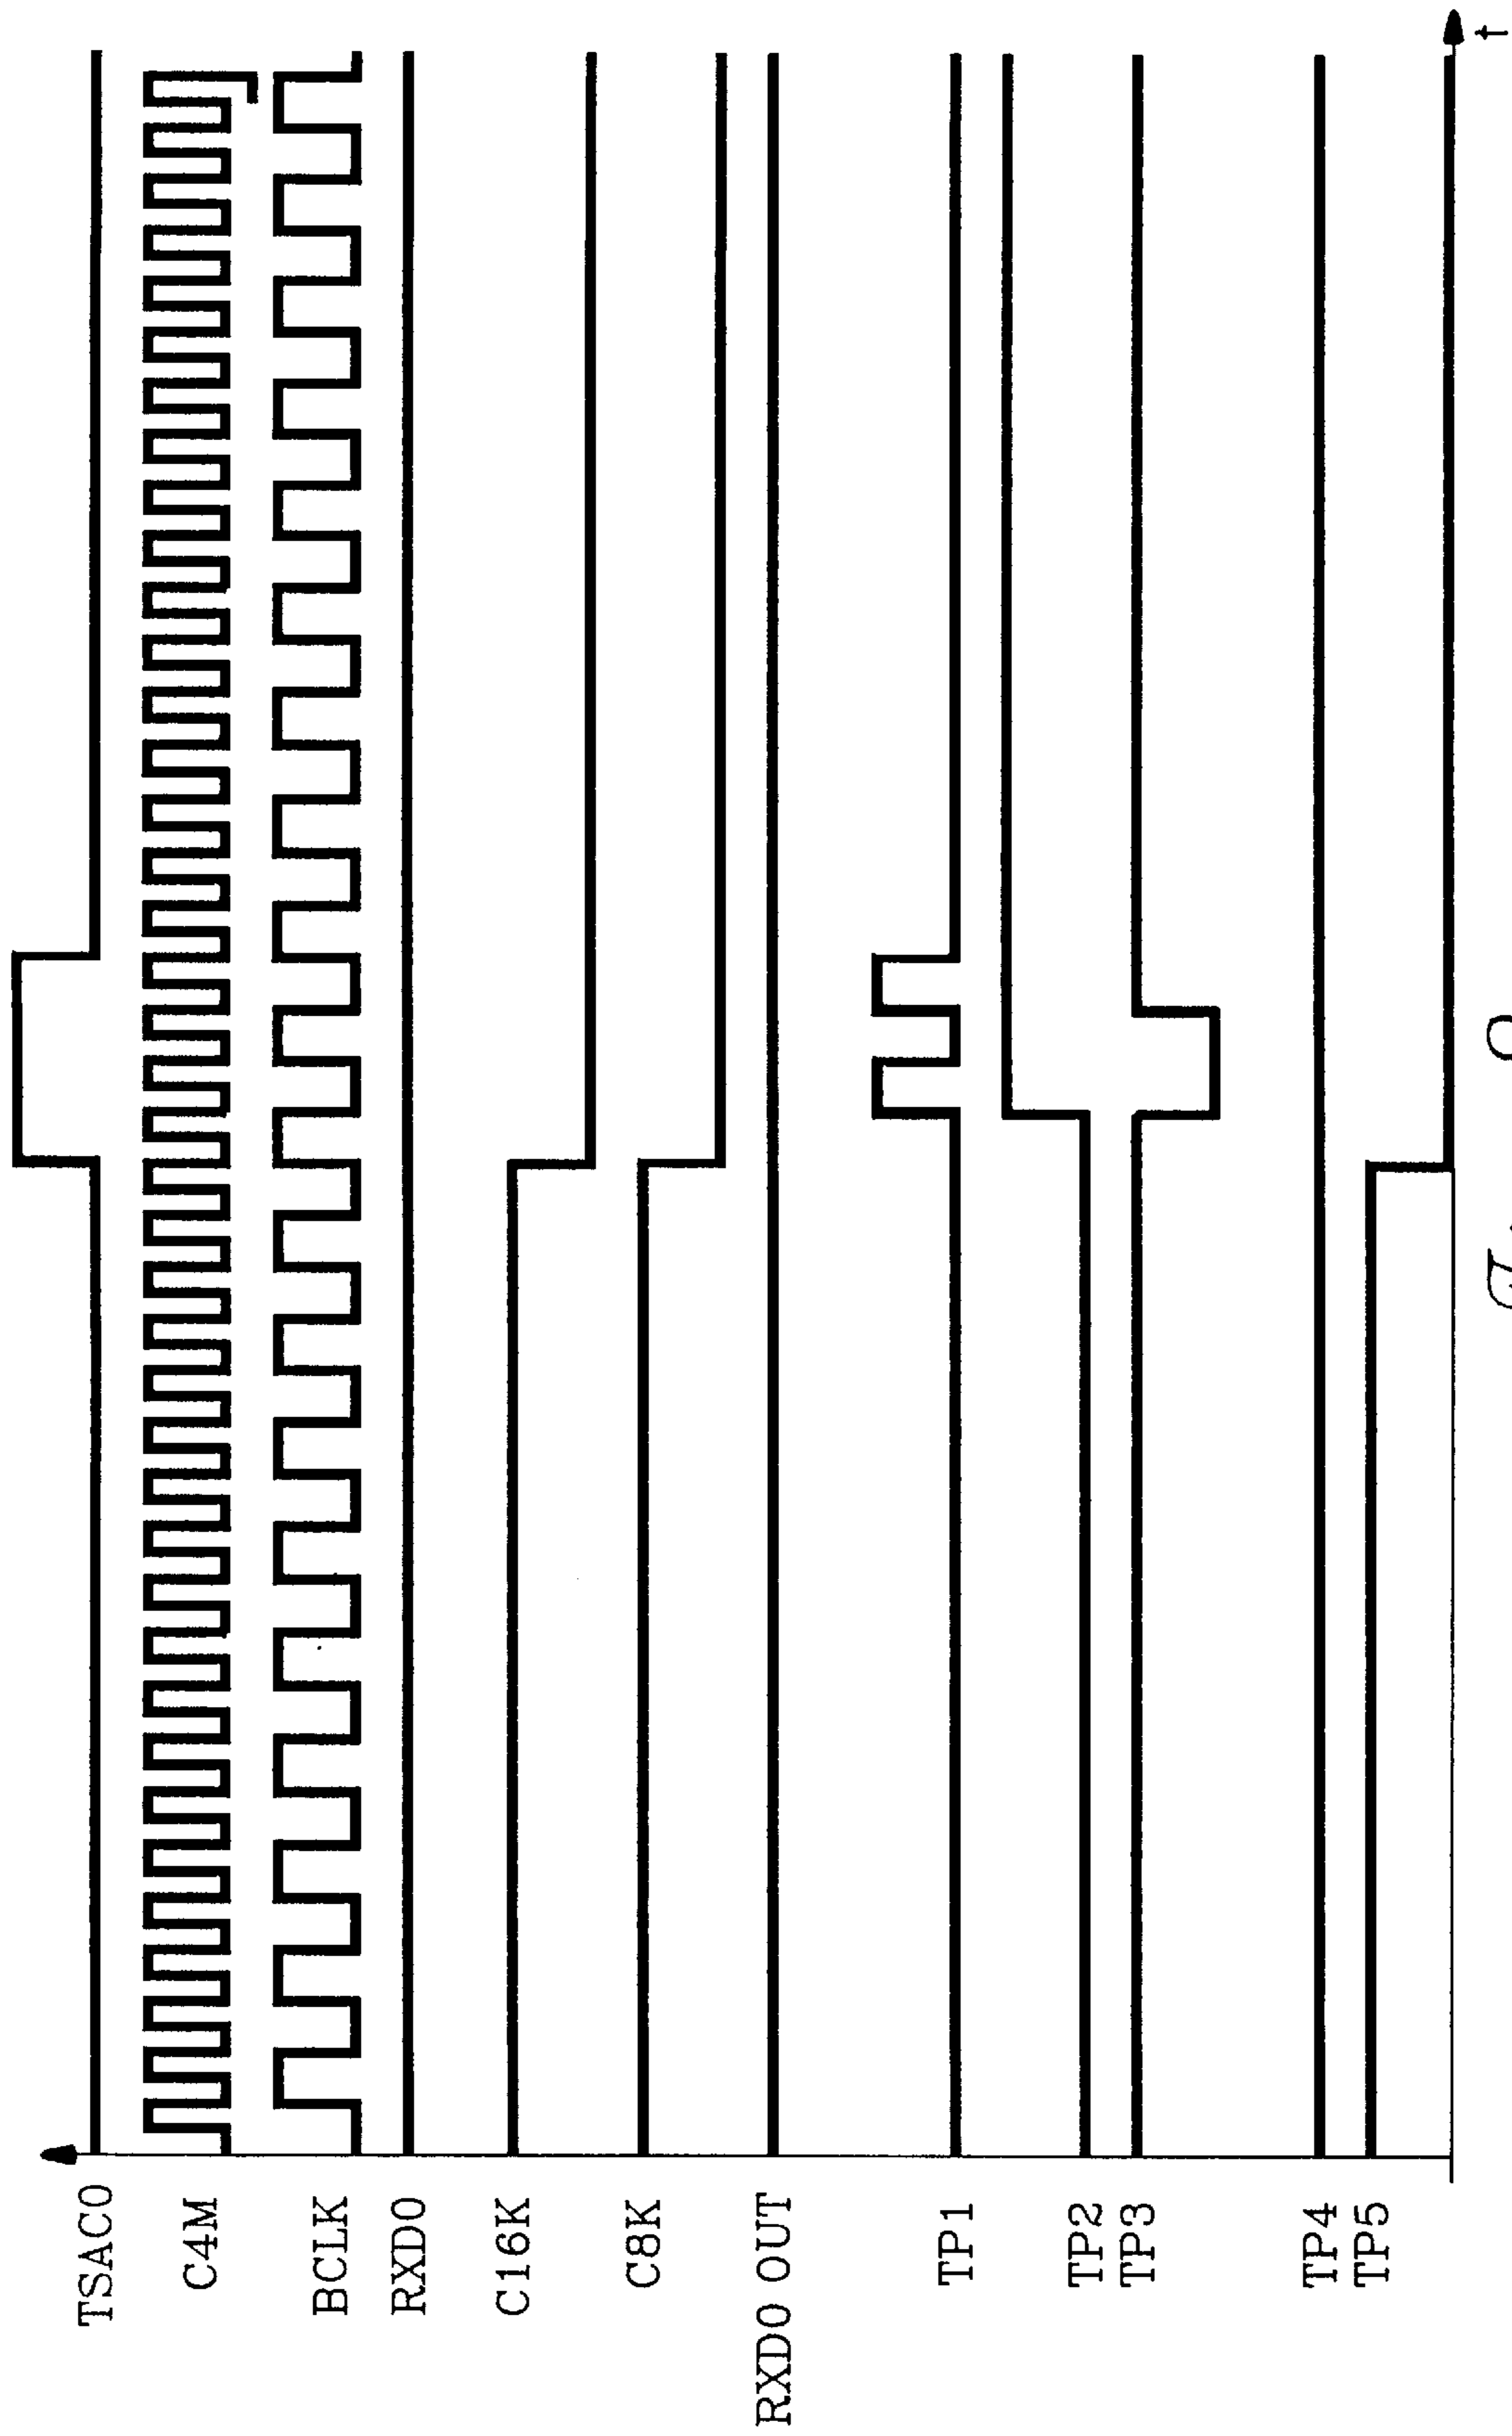 TSAC0
C4M
BCLK
RXD0
C16K
C8K
RXD0 OUT
TP1
TP2
TP3
TP4
TP5
t